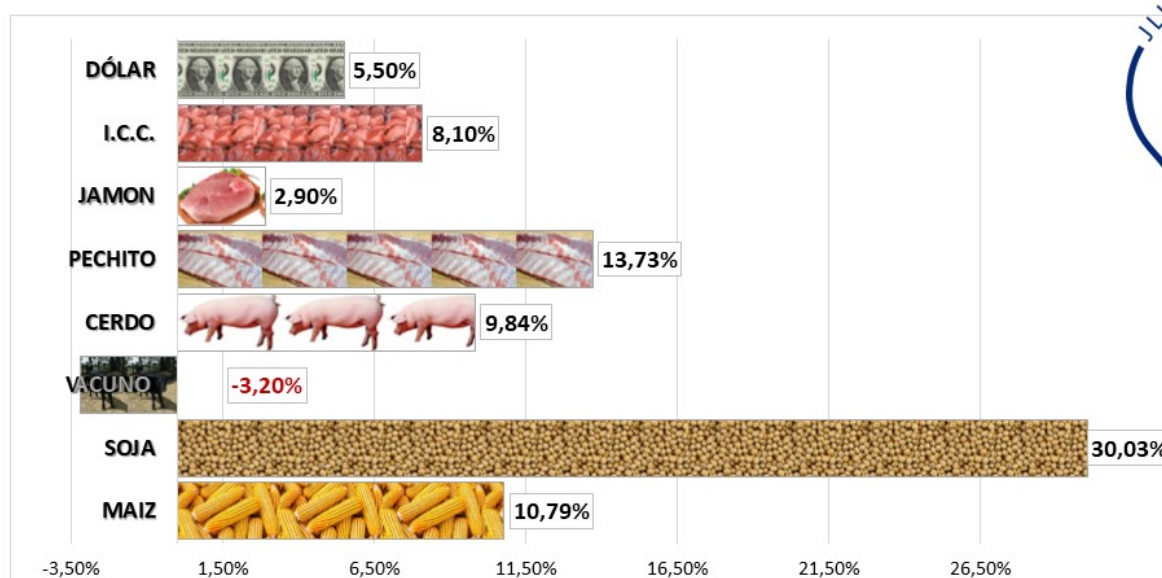 DÓLAR 5,50%
I.C.C. 8,10%
JAMON 2,90%
PECHITO 13,73%
CERDO 9,84%
VACUNO -3,20%
SOJA 30,03%
MAIZ 10,79%
-3,50% 1,50% 6,50% 11,50% 16,50% 21,50% 26,50%